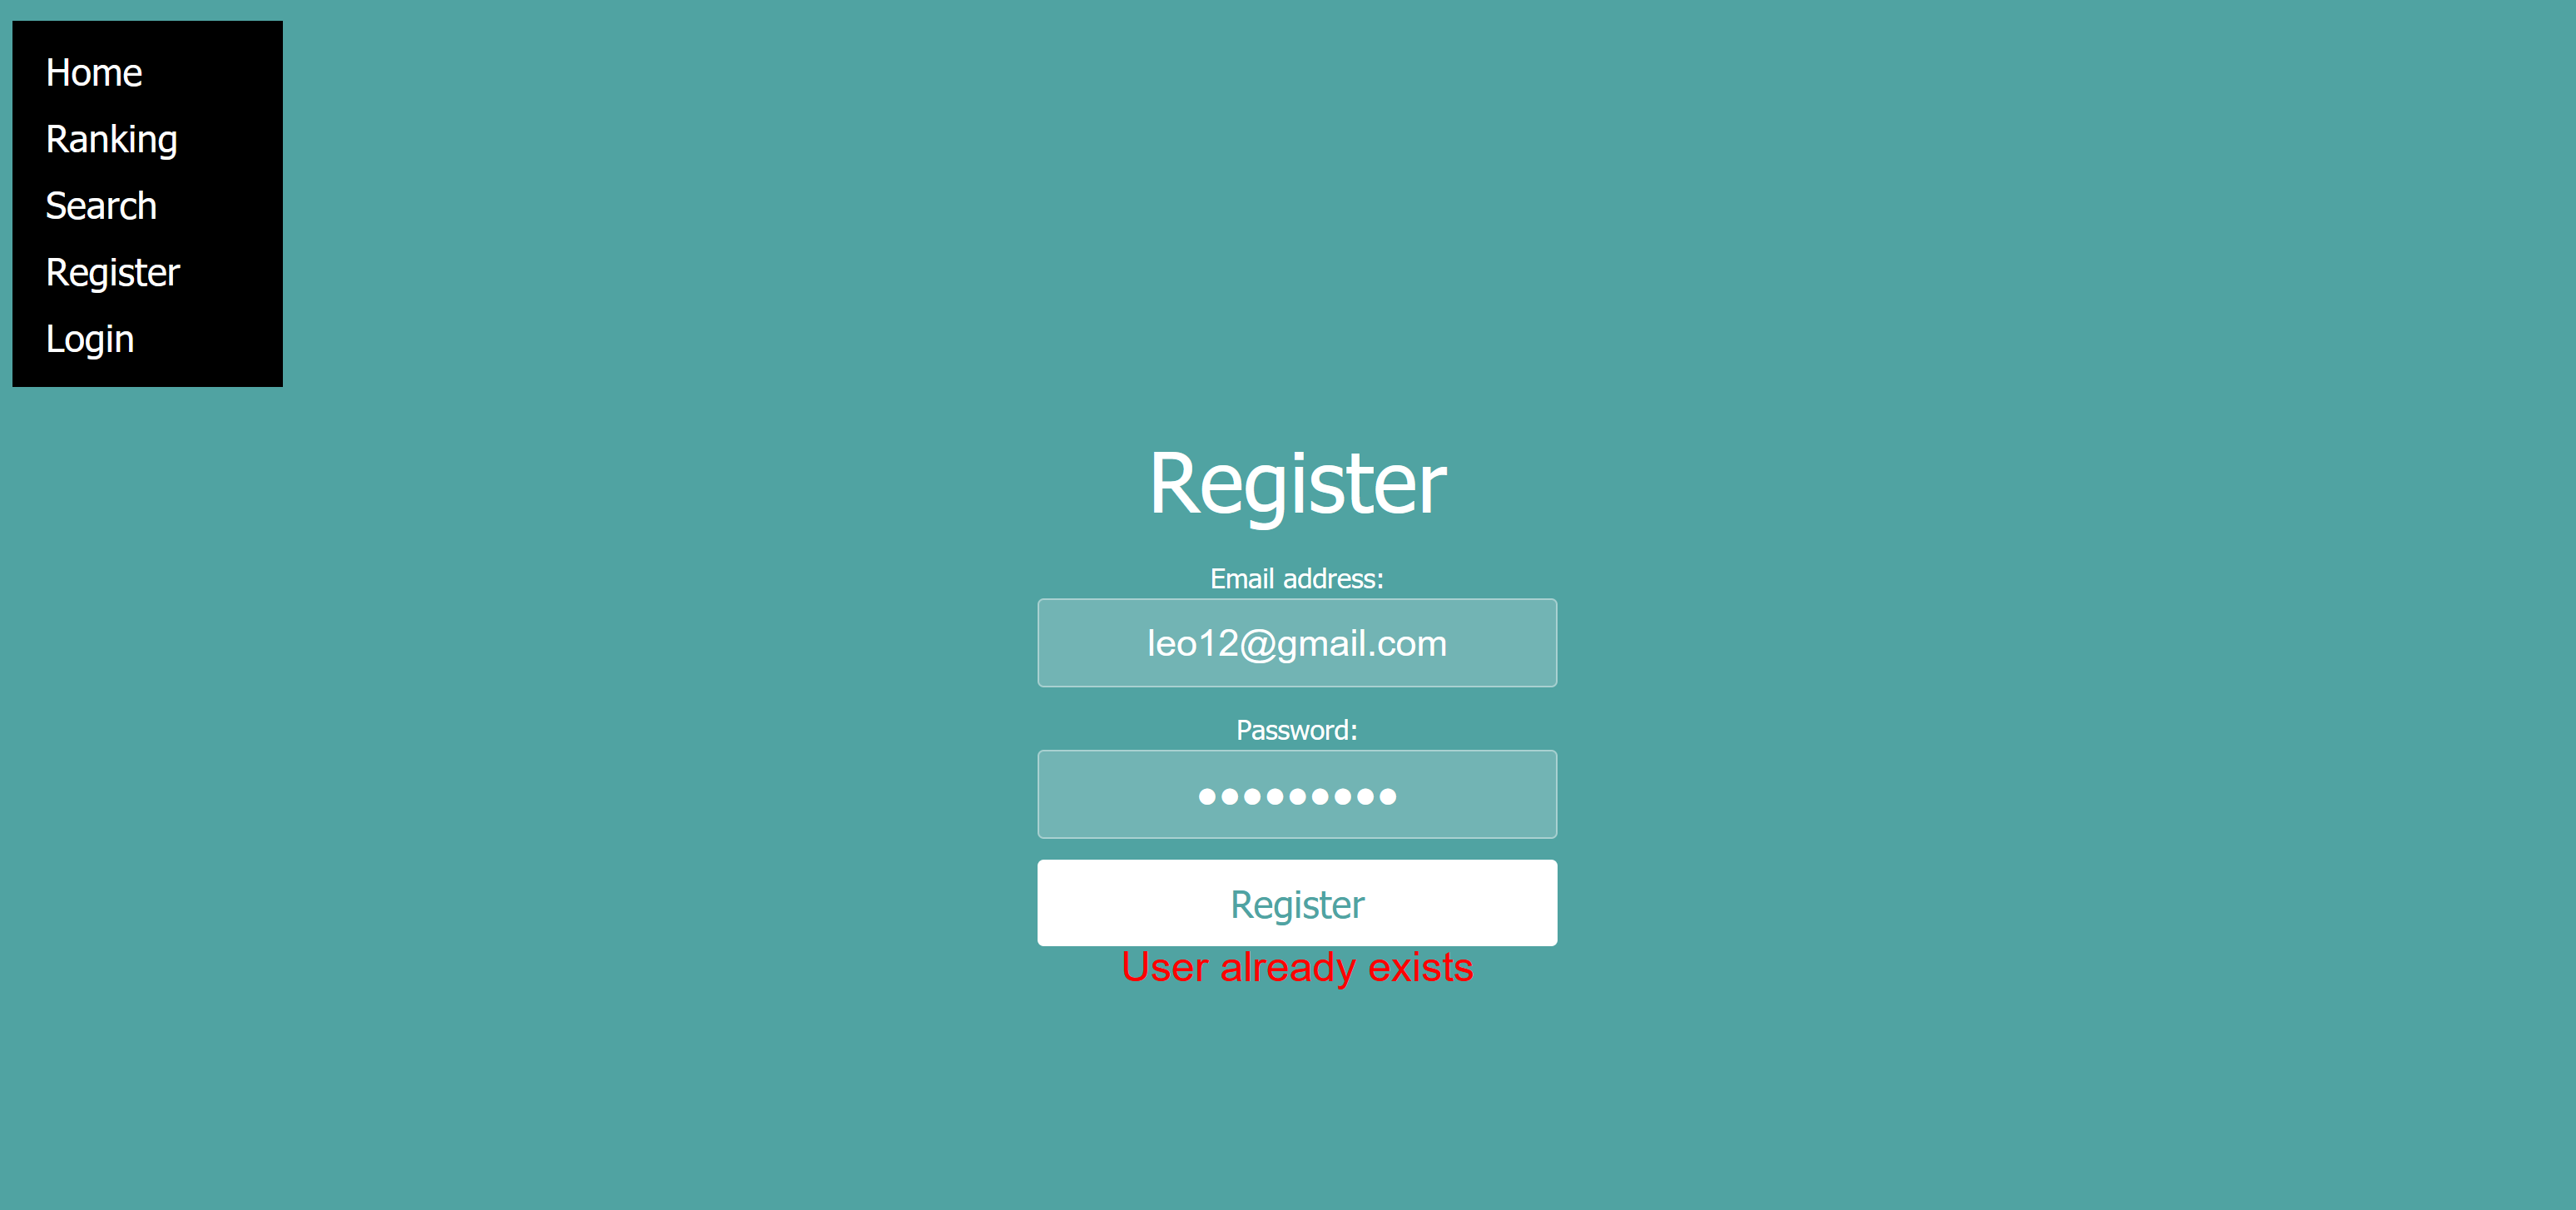 Home
Ranking
Search
Register
Login
Register
Email address:
leo12@gmail.com
Password:
●●●●●●●●●
Register
User already exists